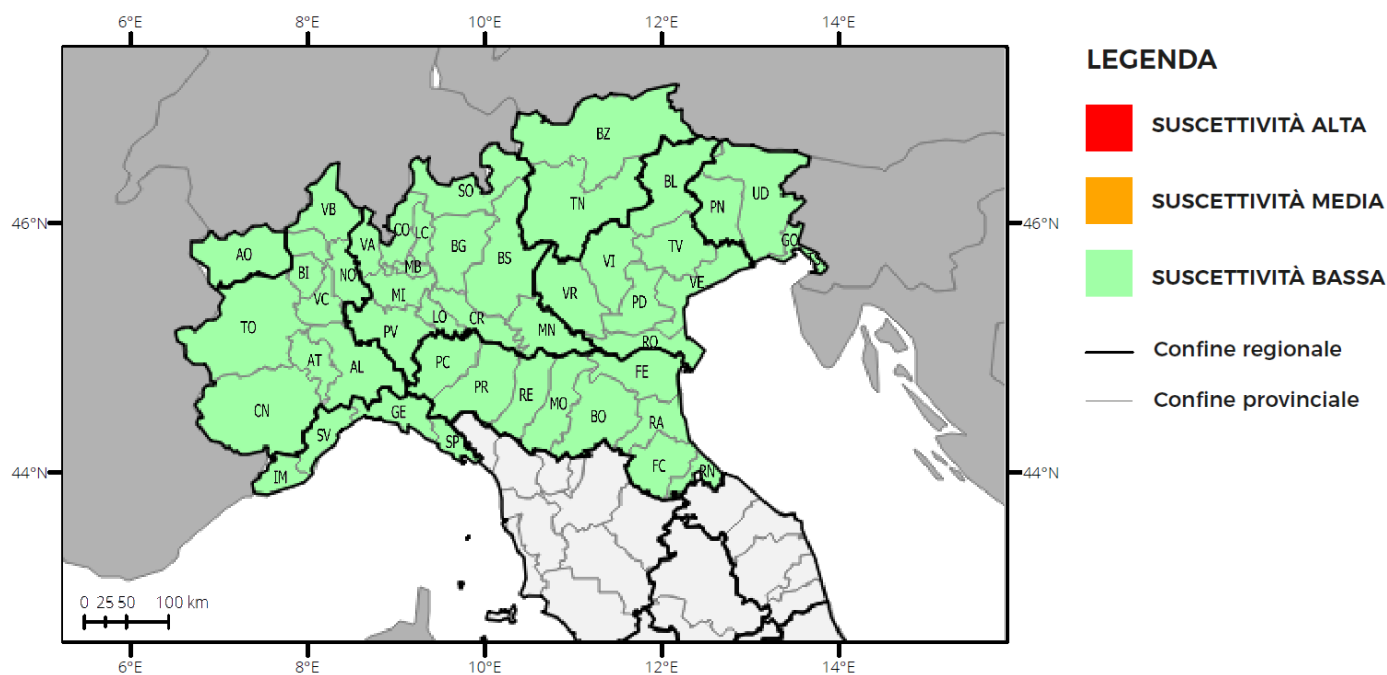 6°E 8°E 10°E 12°E 14°E
LEGENDA
SUSCETTIVITÀ ALTA
SUSCETTIVITÀ MEDIA
SUSCETTIVITÀ BASSA
Confine regionale
Confine provinciale
BZ
SO BL UD
VB TN PN
46°N 46°N
VA CO LC BG TV GO
AO BS VI
BI NO MB VE
VC MI VR PD
TO LO CR MN
PV RO
AT AL PC FE
PR RE MO BO RA
CN GE
SV SP
44°N IM FC RN 44°N
0 25 50 100 km
6°E 8°E 10°E 12°E 14°E